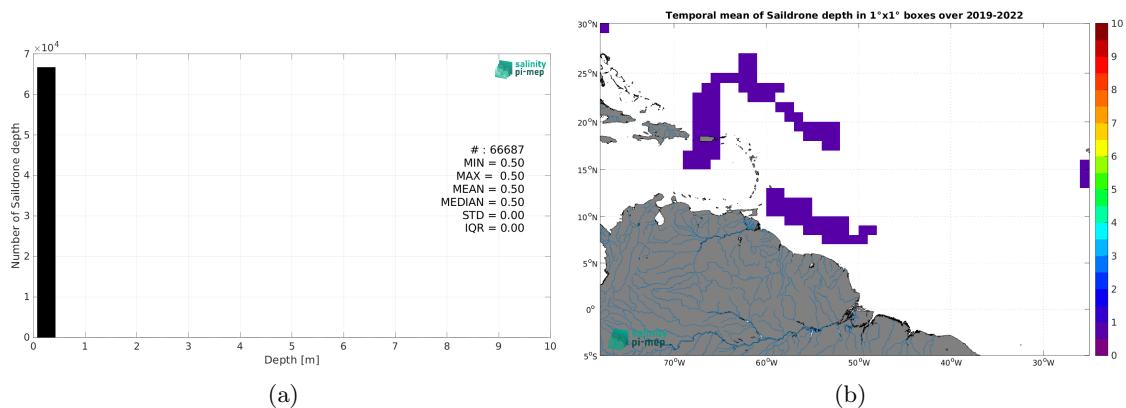 ×10⁴
7
6
5
4
3
2
1
0
Number of Saildrone depth
salinity
pi-mep
# : 66687
MIN = 0.50
MAX = 0.50
MEAN = 0.50
MEDIAN = 0.50
STD = 0.00
IQR = 0.00
0 1 2 3 4 5 6 7 8 9 10
Depth [m]
(a)
Temporal mean of Saildrone depth in 1°x1° boxes over 2019-2022
30°N
25°N
20°N
15°N
10°N
5°N
0°
5°S
salinity
pi-mep
70°W 60°W 50°W 40°W 30°W
10
9
8
7
6
5
4
3
2
1
0
(b)